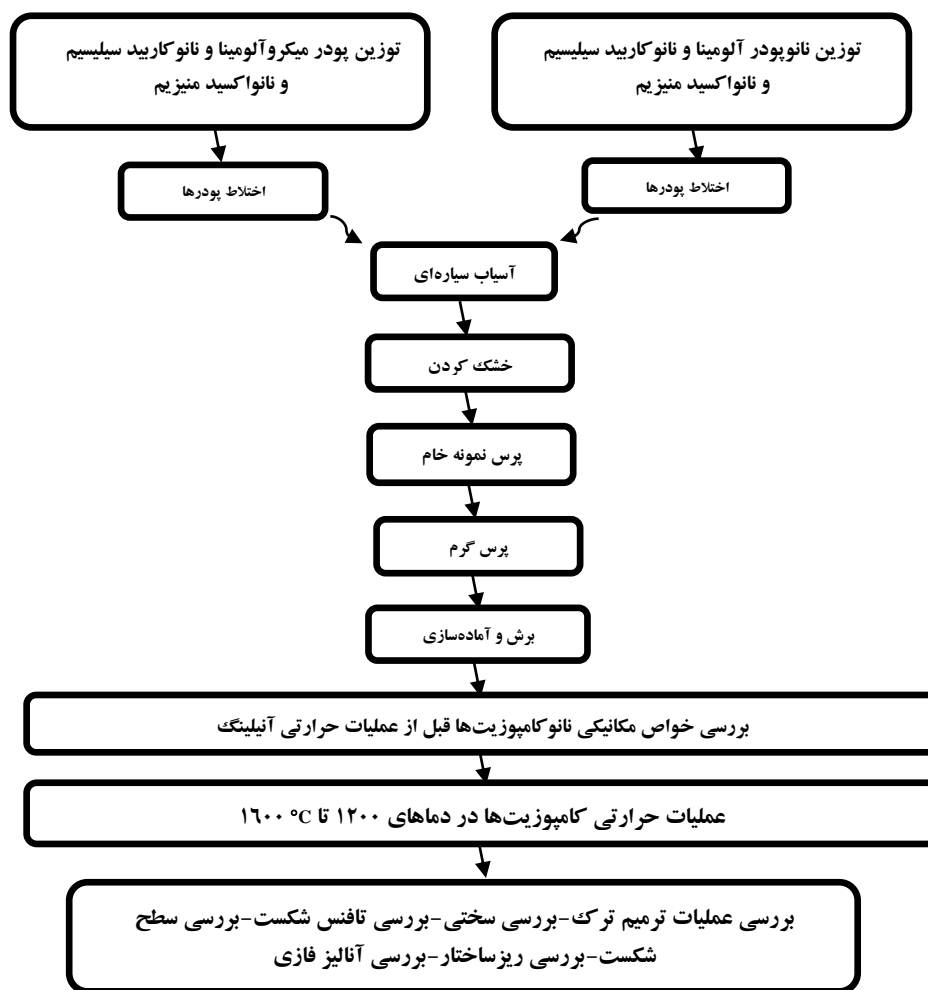 توزین نانوپودر آلومینا و نانوکاربید سیلیسیم
و نانواکسید منیزیم
توزین پودر میکروآلومینا و نانوکاربید سیلیسیم
و نانواکسید منیزیم
اختلاط پودرها
اختلاط پودرها
آسیاب سیاره‌ای
خشک کردن
پرس نمونه خام
پرس گرم
برش و آماده‌سازی
بررسی خواص مکانیکی نانوکامپوزیت‌ها قبل از عملیات حرارتی آنیلینگ
عملیات حرارتی کامپوزیت‌ها در دماهای ۱۲۰۰ تا ۱۶۰۰ °C
بررسی عملیات ترمیم ترک-بررسی سختی-بررسی تافنس شکست-بررسی سطح
شکست-بررسی ریزساختار-بررسی آنالیز فازی